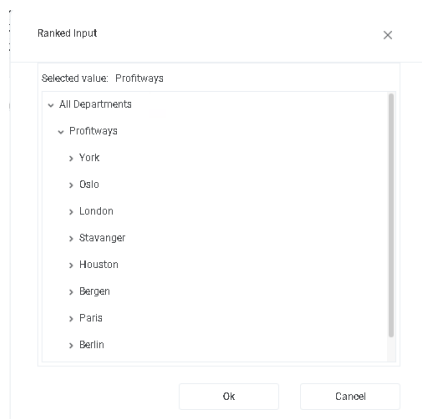 Ranked Input
Selected value: Profitways
All Departments
Profitways
York
Oslo
London
Stavanger
Houston
Bergen
Paris
Berlin
Ok
Cancel